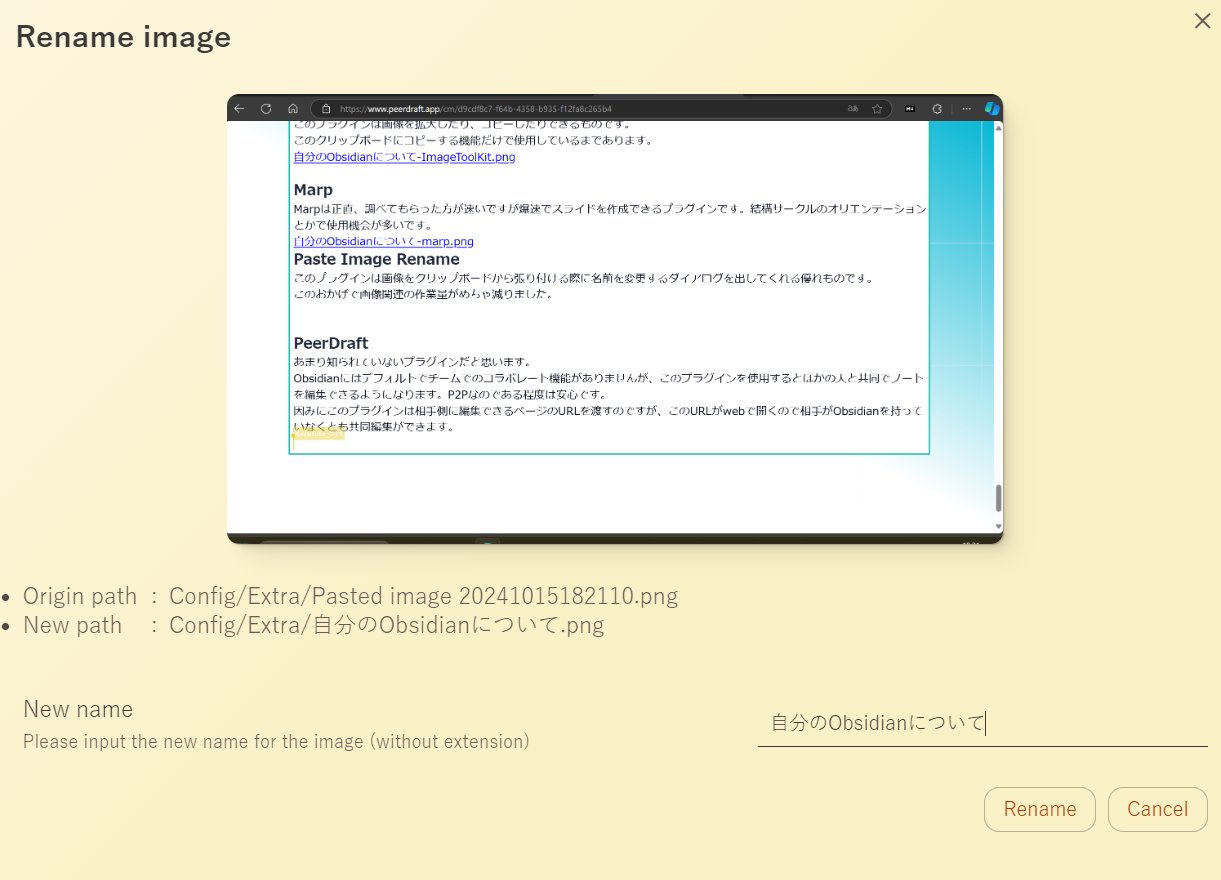 Rename image
https://www.peerdraft.app/cm/d9cdf8c7-f64b-4358-b935-f12fa8c265b4
このプラグインは画像を拡大したり、コピーしたりできるものです。
このクリップボードにコピーする機能だけで使用しているまであります。
自分のObsidianについて-ImageToolKit.png
Marp
Marpは正直、調べてもらった方が速いですが爆速でスライドを作成できるプラグインです。結構サークルのオリエンテーション
とかで使用機会が多いです。
自分のObsidianについて-marp.png
Paste Image Rename
このプラグインは画像をクリップボードから張り付ける際に名前を変更するダイアログを出してくれる優れものです。
このおかげで画像関連の作業量がめちゃ減りました。
PeerDraft
あまり知られていないプラグインだと思います。
Obsidianにはデフォルトでチームでのコラボレート機能がありませんが、このプラグインを使用するとほかの人と共同でノート
を編集できるようになります。P2Pなのである程度は安心です。
因みにこのプラグインは相手側に編集できるページのURLを渡すのですが、このURLがwebで開くので相手がObsidianを持って
いなくとも共同編集ができます。
Origin path : Config/Extra/Pasted image 20241015182110.png
New path : Config/Extra/自分のObsidianについて.png
New name
自分のObsidianについて
Please input the new name for the image (without extension)
Rename
Cancel